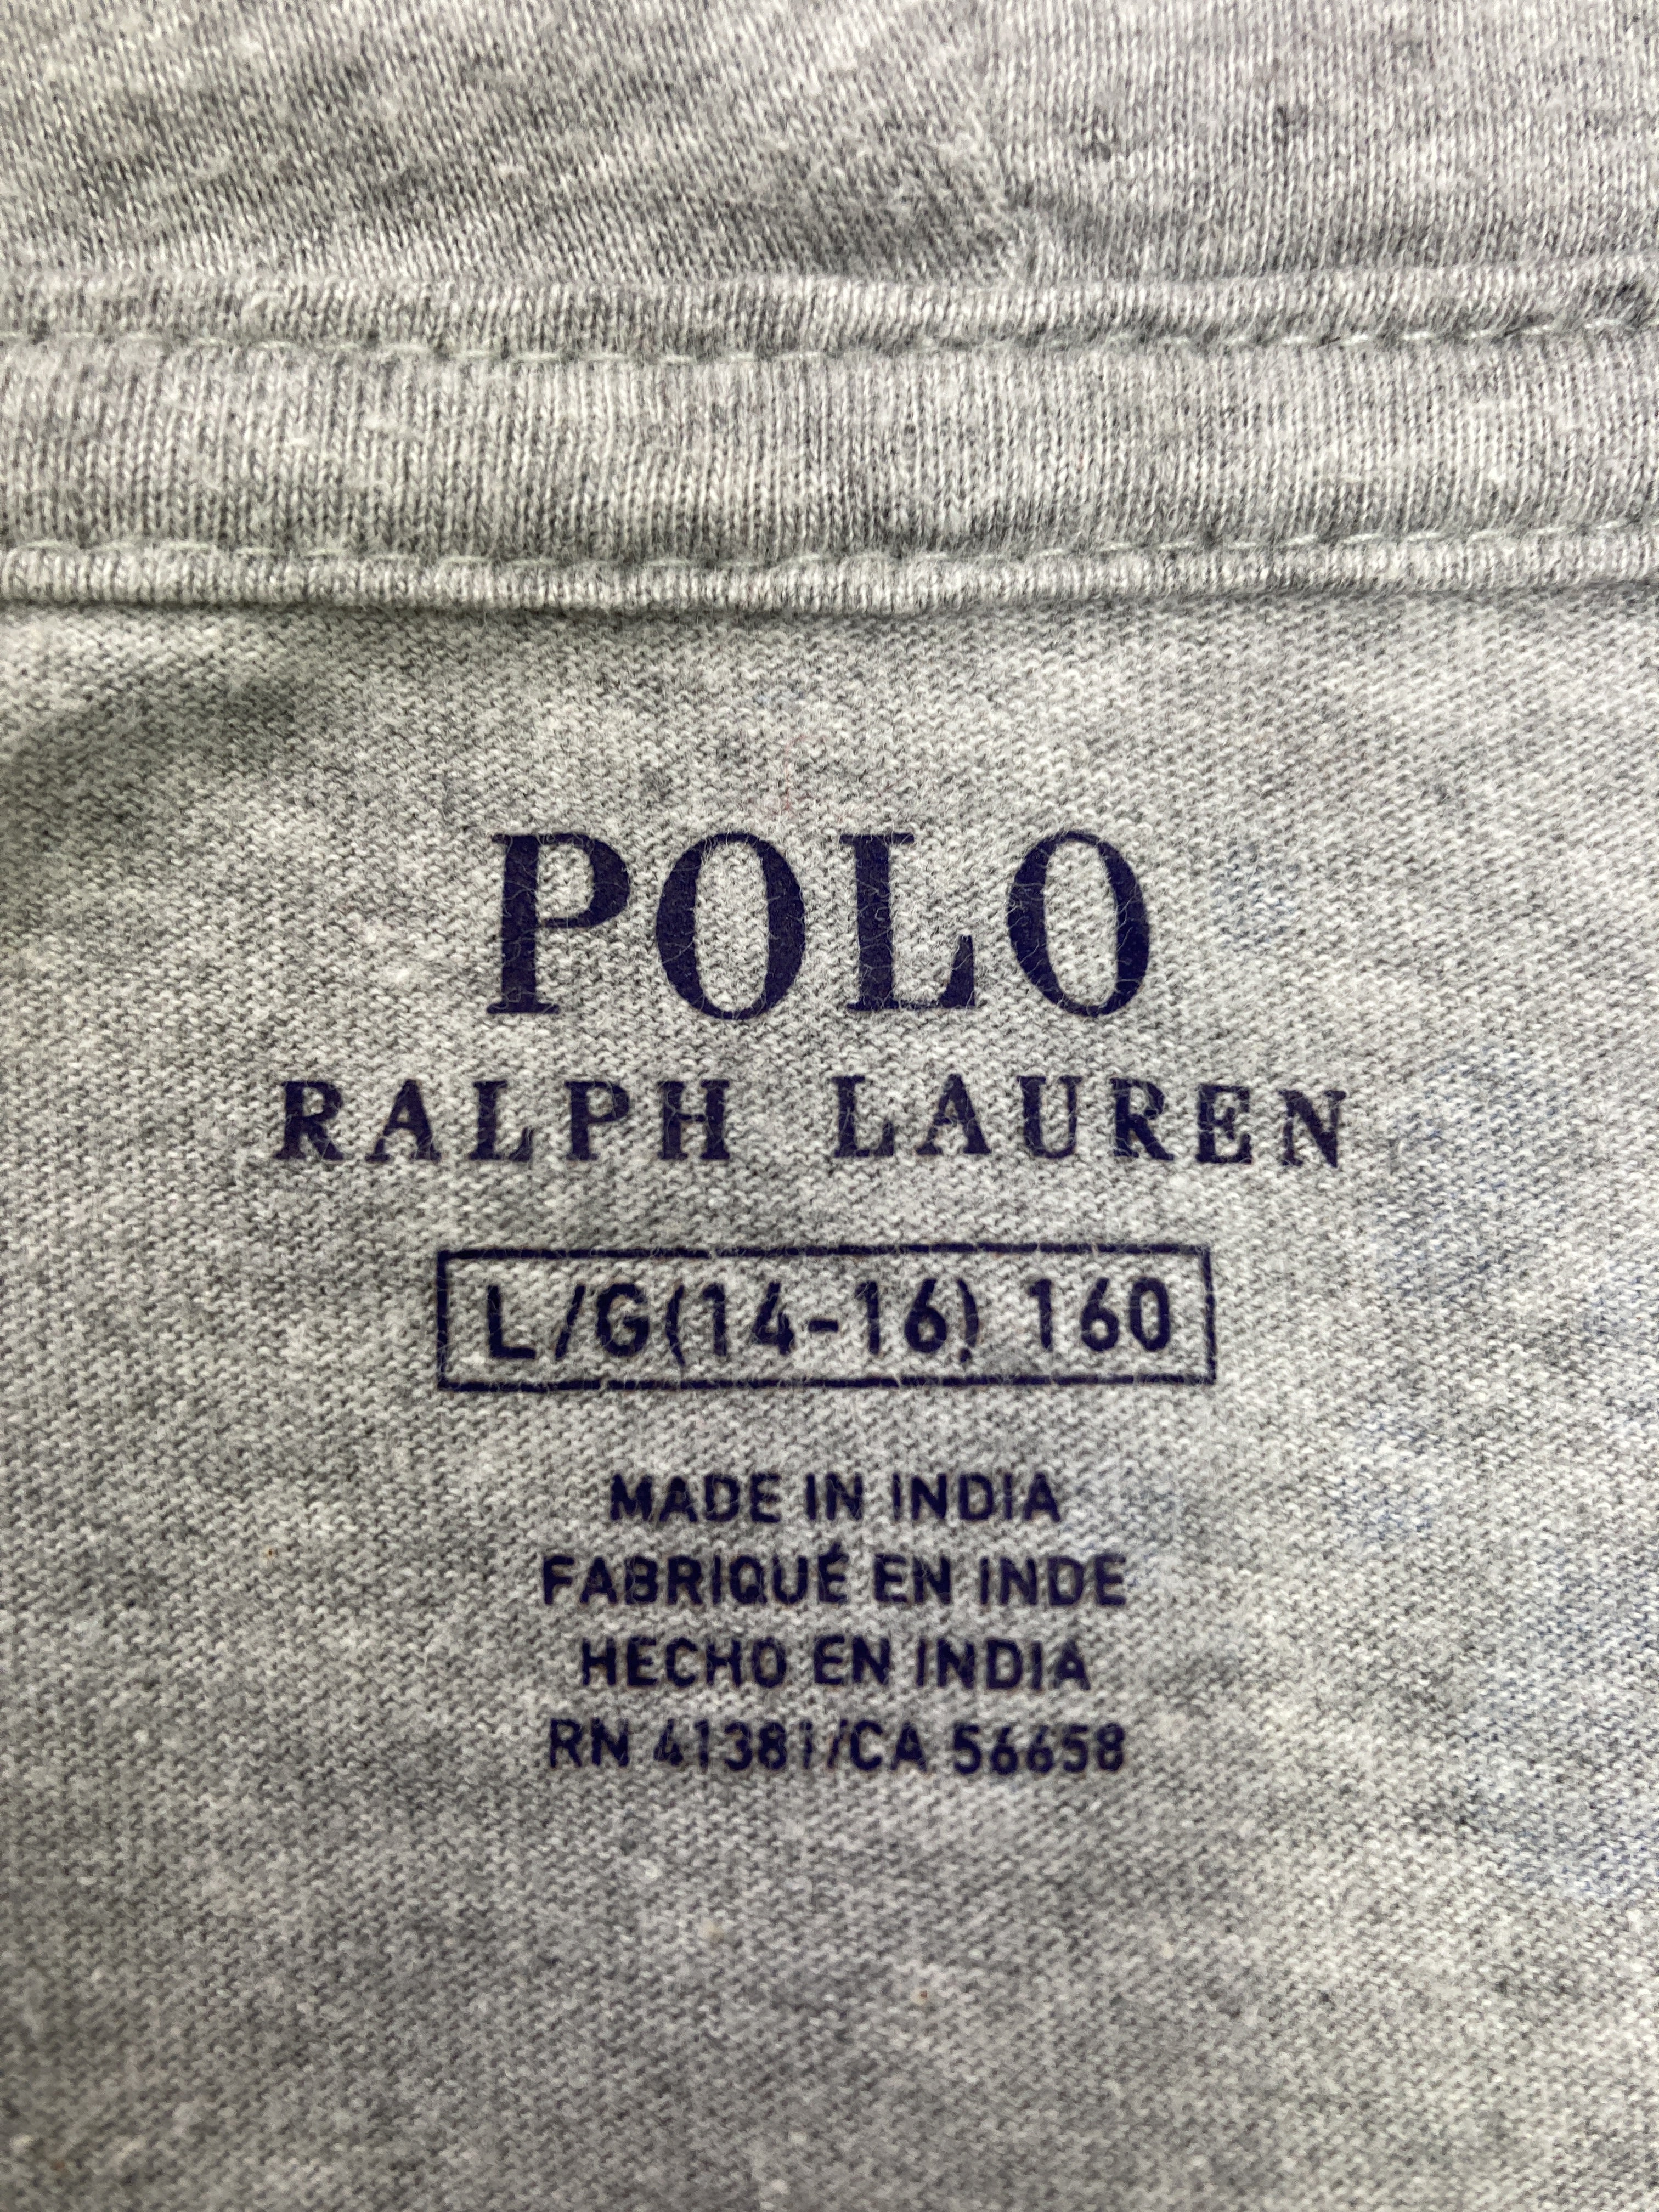 POLO
RALPH LAUREN
L/G(14-16) 160
MADE IN INDIA
FABRIQUÉ EN INDE
HECHO EN INDIA
RN 41381/CA 56658